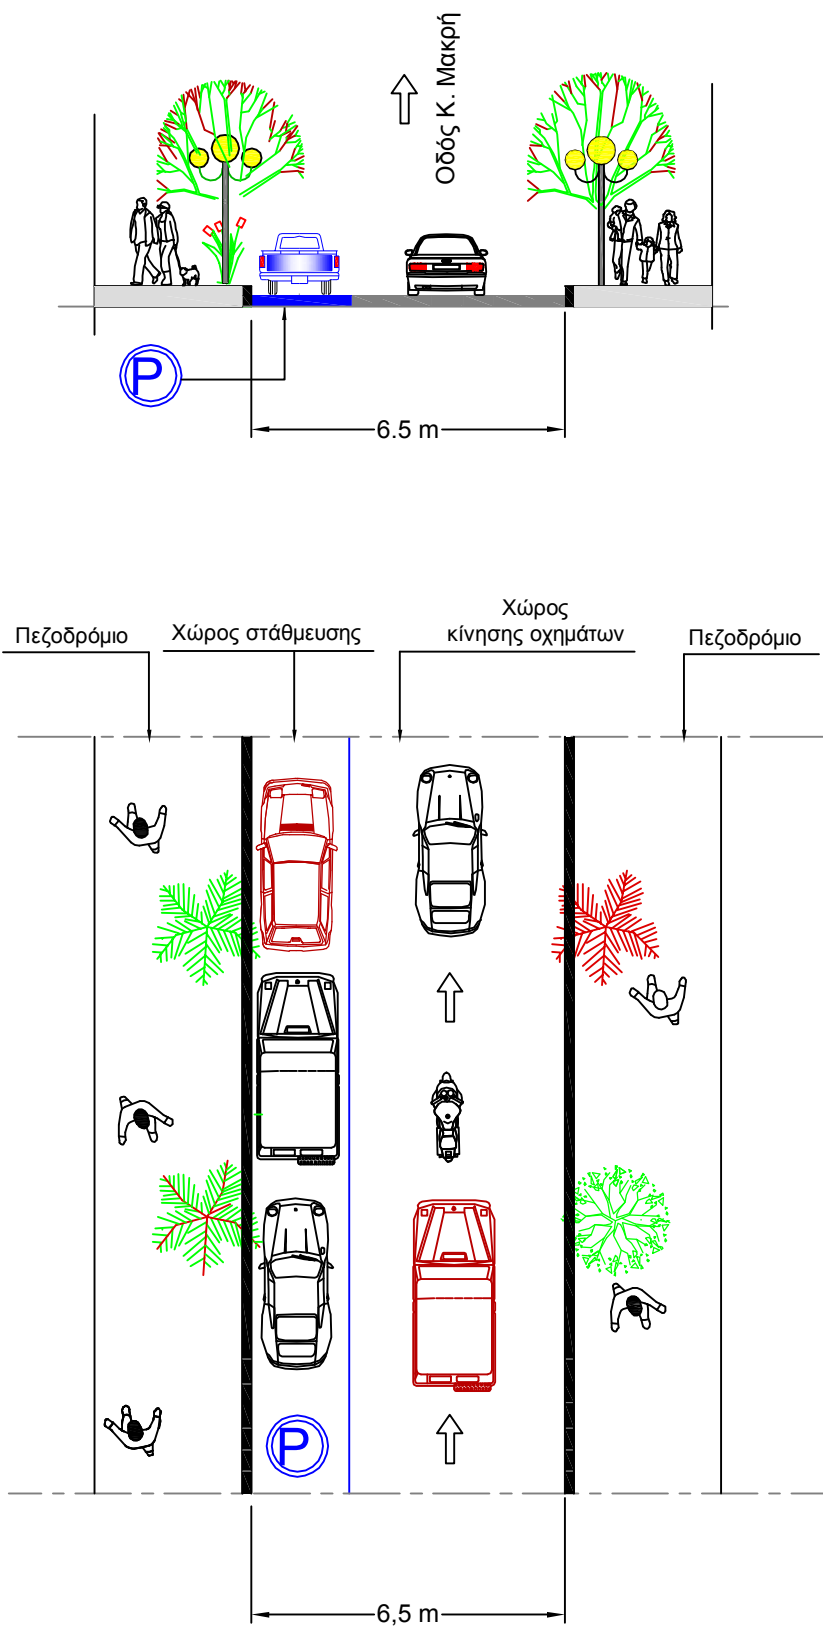 Οδός Κ. Μακρή
P
6.5 m
Πεζοδρόμιο
Χώρος στάθμευσης
Χώρος
κίνησης οχημάτων
Πεζοδρόμιο
P
6,5 m